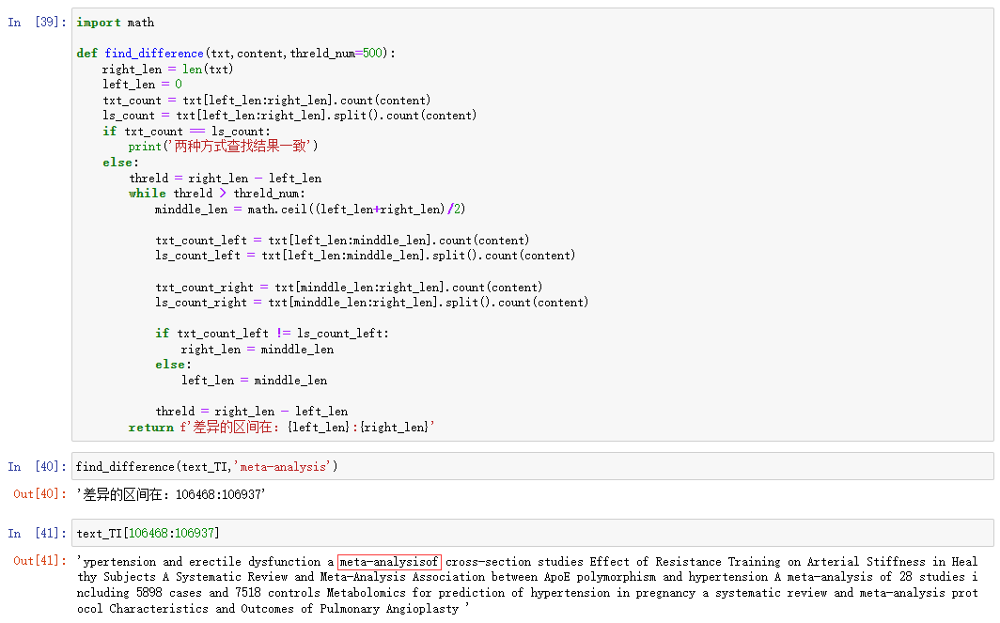 In [39]: import math
def find_difference(txt,content,threld_num=500):
right_len = len(txt)
left_len = 0
txt_count = txt[left_len:right_len].count(content)
ls_count = txt[left_len:right_len].split().count(content)
if txt_count == ls_count:
print('两种方式查找结果一致')
else:
threld = right_len - left_len
while threld > threld_num:
minddle_len = math.ceil((left_len+right_len)/2)
txt_count_left = txt[left_len:minddle_len].count(content)
ls_count_left = txt[left_len:minddle_len].split().count(content)
txt_count_right = txt[minddle_len:right_len].count(content)
ls_count_right = txt[minddle_len:right_len].split().count(content)
if txt_count_left != ls_count_left:
right_len = minddle_len
else:
left_len = minddle_len
threld = right_len - left_len
return f'差异的区间在：{left_len}:{right_len}'
In [40]: find_difference(text_TI,'meta-analysis')
Out[40]: '差异的区间在：106468:106937'
In [41]: text_TI[106468:106937]
Out[41]: 'ypertension and erectile dysfunction a meta-analysisof cross-section studies Effect of Resistance Training on Arterial Stiffness in Heal
thy Subjects A Systematic Review and Meta-Analysis Association between ApoE polymorphism and hypertension A meta-analysis of 28 studies i
ncluding 5898 cases and 7518 controls Metabolomics for prediction of hypertension in pregnancy a systematic review and meta-analysis prot
ocol Characteristics and Outcomes of Pulmonary Angioplasty '